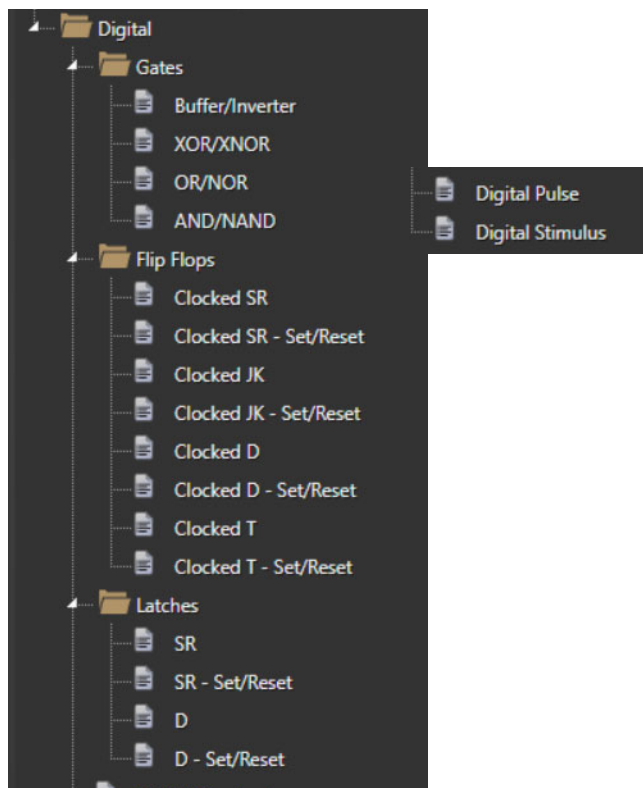 Digital
Gates
Buffer/Inverter
XOR/XNOR
OR/NOR
AND/NAND
Flip Flops
Clocked SR
Clocked SR - Set/Reset
Clocked JK
Clocked JK - Set/Reset
Clocked D
Clocked D - Set/Reset
Clocked T
Clocked T - Set/Reset
Latches
SR
SR - Set/Reset
D
D - Set/Reset
Digital Pulse
Digital Stimulus